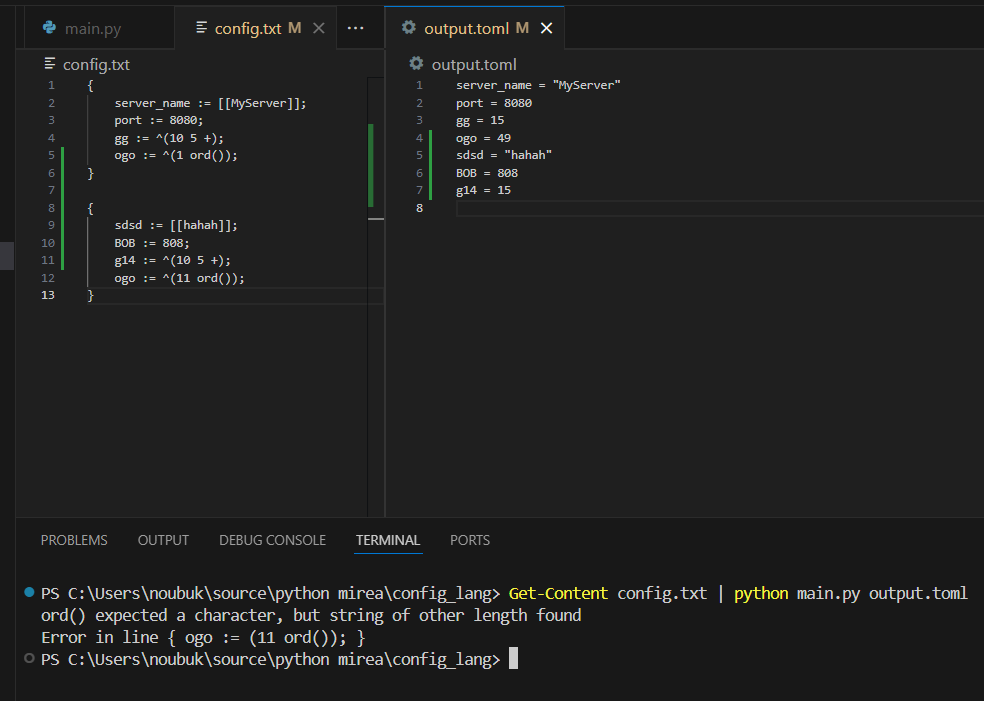 main.py
config.txt M
output.toml M
config.txt
1 {
2 server_name := [[MyServer]];
3 port := 8080;
4 gg := ^(10 5 +);
5 ogo := ^(1 ord());
6 }
7
8 {
9 sdsd := [[hahah]];
10 BOB := 808;
11 g14 := ^(10 5 +);
12 ogo := ^(11 ord());
13 }
output.toml
1 server_name = "MyServer"
2 port = 8080
3 gg = 15
4 ogo = 49
5 sdsd = "hahah"
6 BOB = 808
7 g14 = 15
8
PROBLEMS OUTPUT DEBUG CONSOLE TERMINAL PORTS
PS C:\Users\noubuk\source\python mirea\config_lang> Get-Content config.txt | python main.py output.toml
ord() expected a character, but string of other length found
Error in line { ogo := (11 ord()); }
PS C:\Users\noubuk\source\python mirea\config_lang>